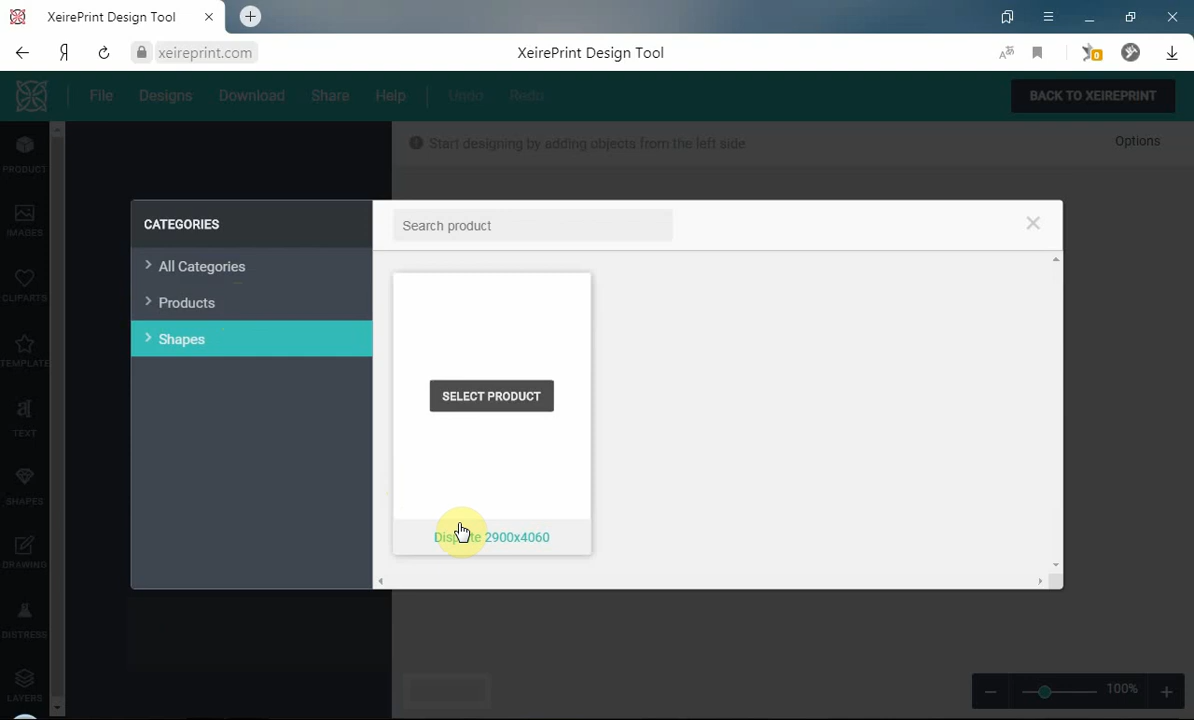 XeirePrint Design Tool
xeireprint.com
XeirePrint Design Tool
0
File Designs Download Share Help Undo Redo
BACK TO XEIREPRINT
Start designing by adding objects from the left side
Options
PRODUCT
IMAGES
CLIPARTS
TEMPLATE
TEXT
SHAPES
DRAWING
DISTRESS
LAYERS
CATEGORIES
All Categories
Products
Shapes
Search product
SELECT PRODUCT
2900x4060
100%